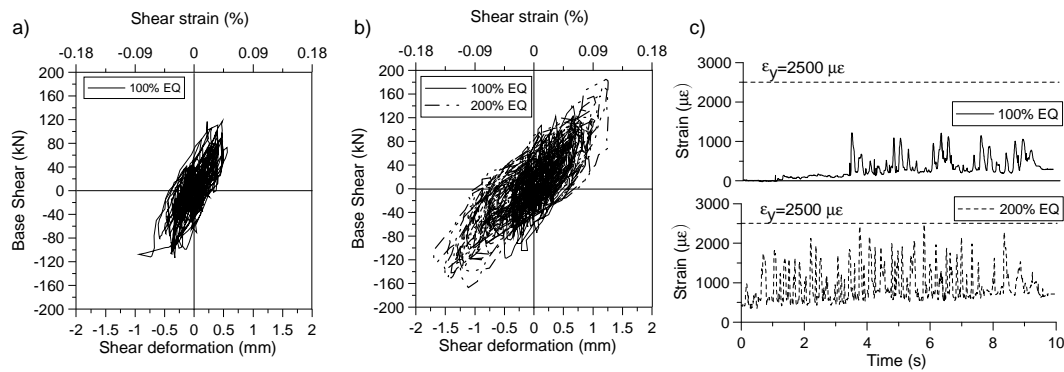 a)
Shear strain (%)
-0.18 -0.09 0 0.09 0.18
200
160
120
80
40
0
-40
-80
-120
-160
-200
Base Shear (kN)
100% EQ
-2 -1.5 -1 -0.5 0 0.5 1 1.5 2
Shear deformation (mm)
b)
Shear strain (%)
-0.18 -0.09 0 0.09 0.18
200
160
120
80
40
0
-40
-80
-120
-160
-200
Base Shear (kN)
100% EQ
200% EQ
-2 -1.5 -1 -0.5 0 0.5 1 1.5 2
Shear deformation (mm)
c)
3000
2000
1000
0
Strain (με)
εy=2500 με
100% EQ
3000
2000
1000
0
Strain (με)
εy=2500 με
200% EQ
0 2 4 6 8 10
Time (s)